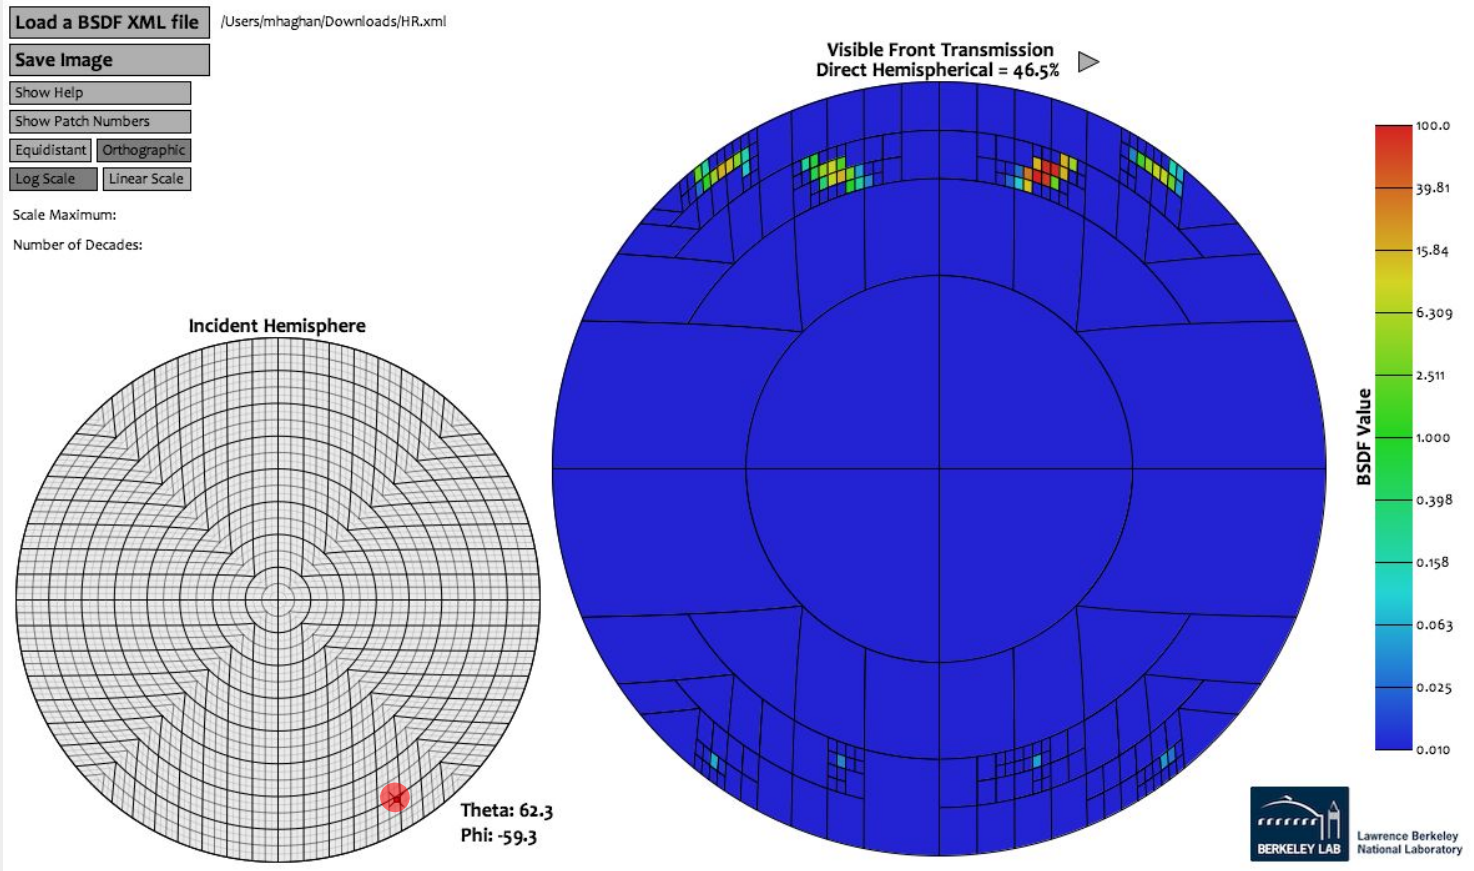 Load a BSDF XML file
/Users/mhaghan/Downloads/HR.xml
Save Image
Show Help
Show Patch Numbers
Equidistant
Orthographic
Log Scale
Linear Scale
Scale Maximum:
Number of Decades:
Incident Hemisphere
Theta: 62.3
Phi: -59.3
Visible Front Transmission
Direct Hemispherical = 46.5%
BSDF Value
100.0
39.81
15.84
6.309
2.511
1.000
0.398
0.158
0.063
0.025
0.010
BERKELEY LAB
Lawrence Berkeley
National Laboratory